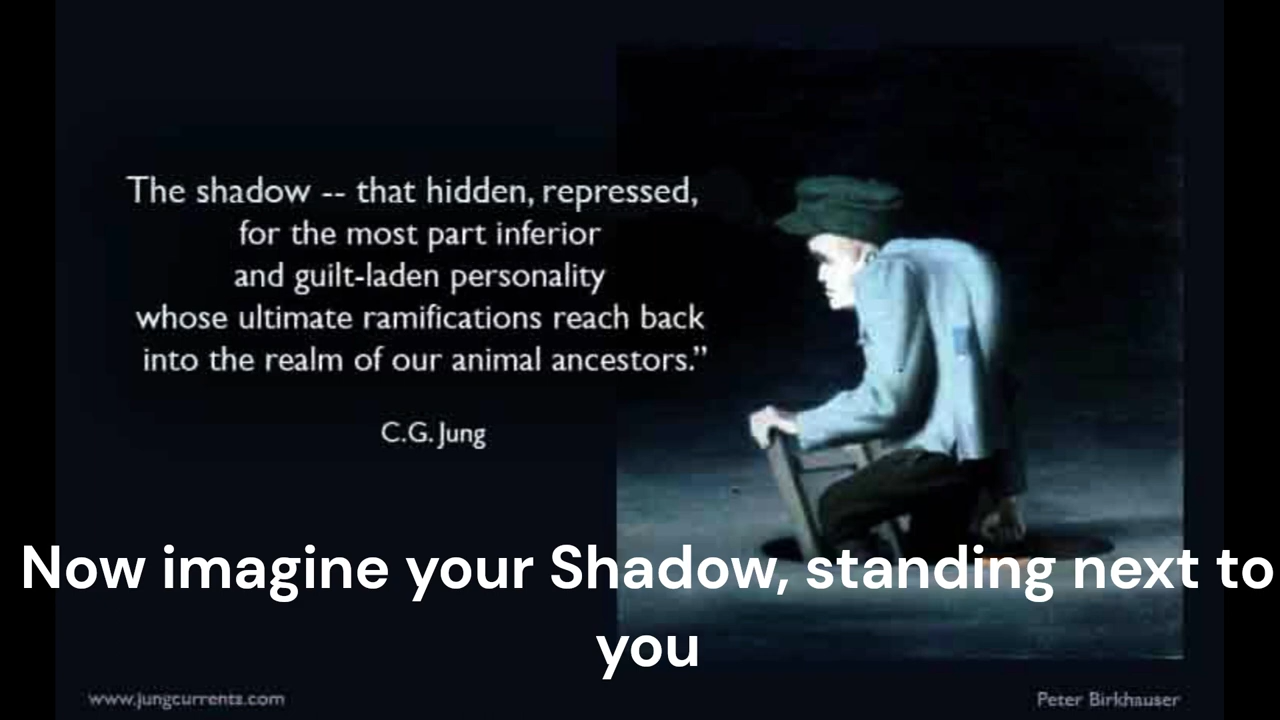 The shadow -- that hidden, repressed,
for the most part inferior
and guilt-laden personality
whose ultimate ramifications reach back
into the realm of our animal ancestors.”
C.G. Jung
Now imagine your Shadow, standing next to
you
www.jungcurrents.com
Peter Birkhauser